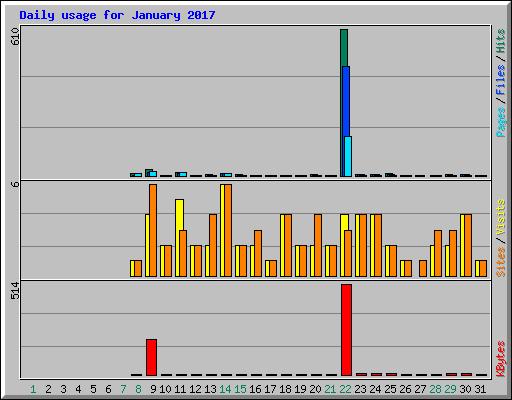 Daily usage for January 2017
610
Pages / Files / Hits
6
Sites / Visits
514
KBytes
1 2 3 4 5 6 7 8 9 10 11 12 13 14 15 16 17 18 19 20 21 22 23 24 25 26 27 28 29 30 31